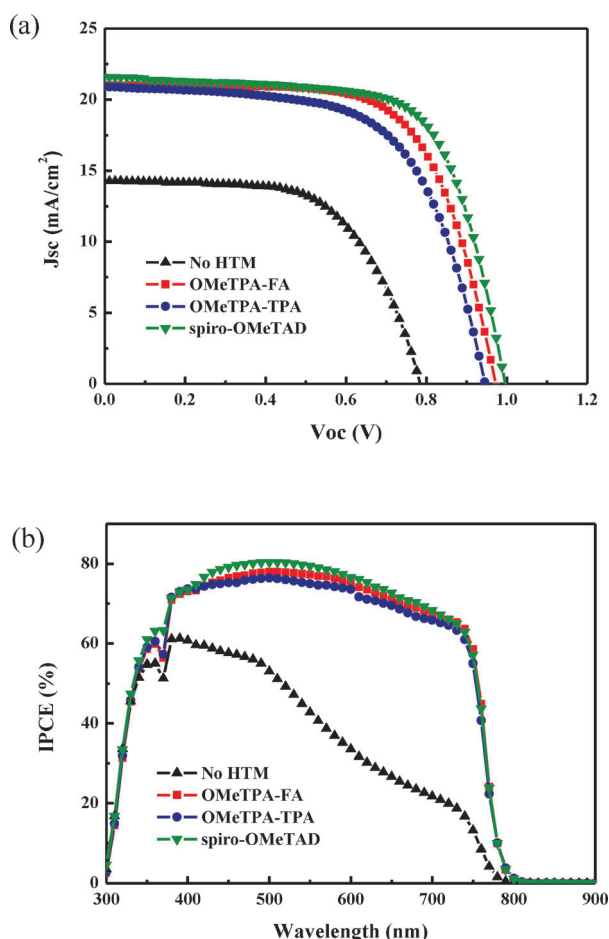 (a)
25
20
15
10
5
0
Jsc (mA/cm²)
No HTM
OMeTPA-FA
OMeTPA-TPA
spiro-OMeTAD
0.0 0.2 0.4 0.6 0.8 1.0 1.2
Voc (V)
(b)
80
60
40
20
0
IPCE (%)
No HTM
OMeTPA-FA
OMeTPA-TPA
spiro-OMeTAD
300 400 500 600 700 800 900
Wavelength (nm)